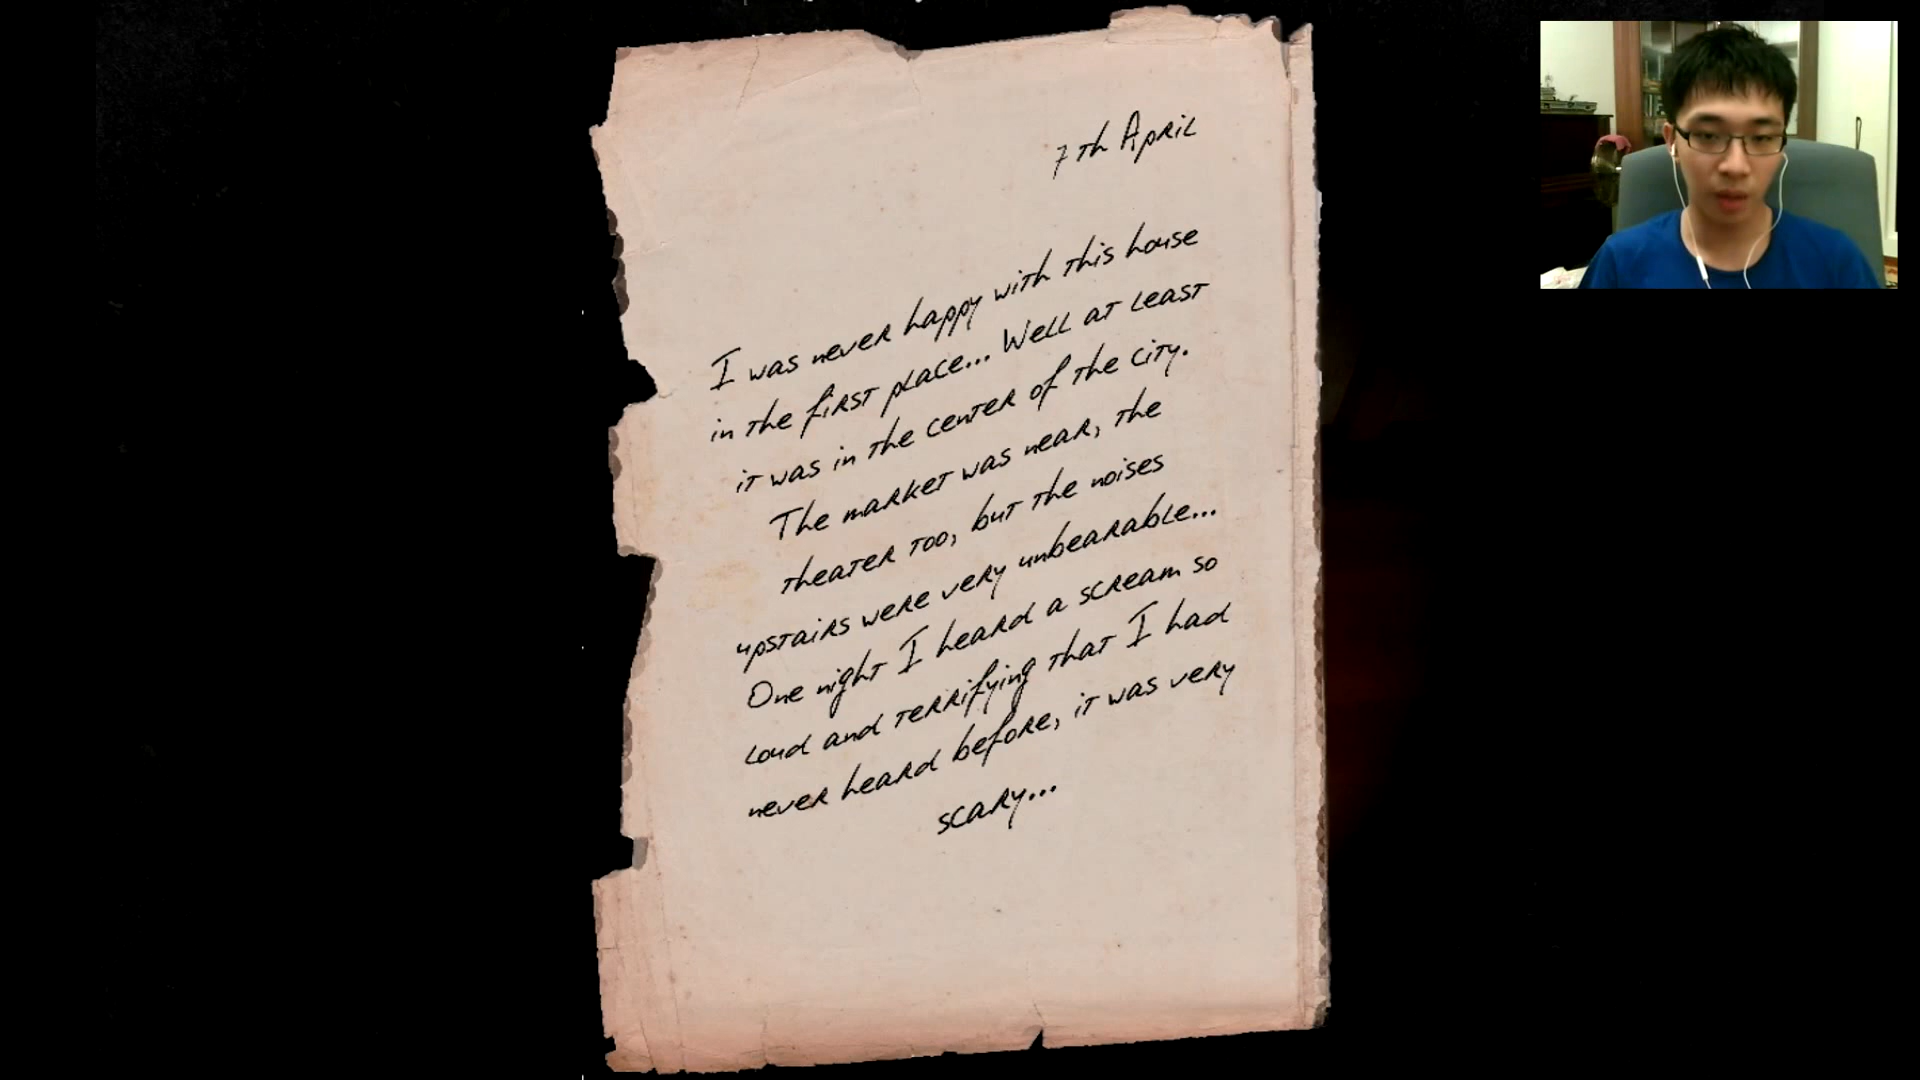 7th April
I was never happy with this house
in the first place... Well at least
it was in the center of the city.
The market was near, the
theater too, but the noises
upstairs were very unbearable...
One night I heard a scream so
loud and terrifying that I had
never heard before, it was very
scary...